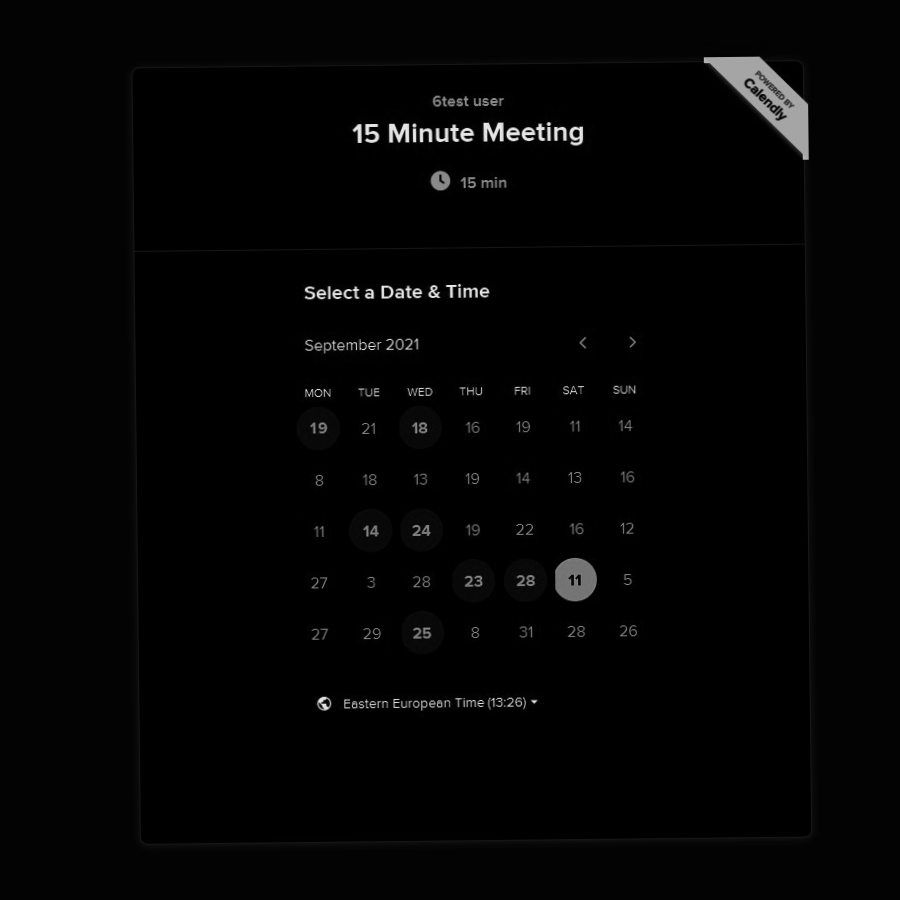 POWERED BY
Calendly
6test user
15 Minute Meeting
15 min
Select a Date & Time
September 2021
MON TUE WED THU FRI SAT SUN
19 21 18 16 19 11 14
8 18 13 19 14 13 16
11 14 24 19 22 16 12
27 3 28 23 28 11 5
27 29 25 8 31 28 26
Eastern European Time (13:26)